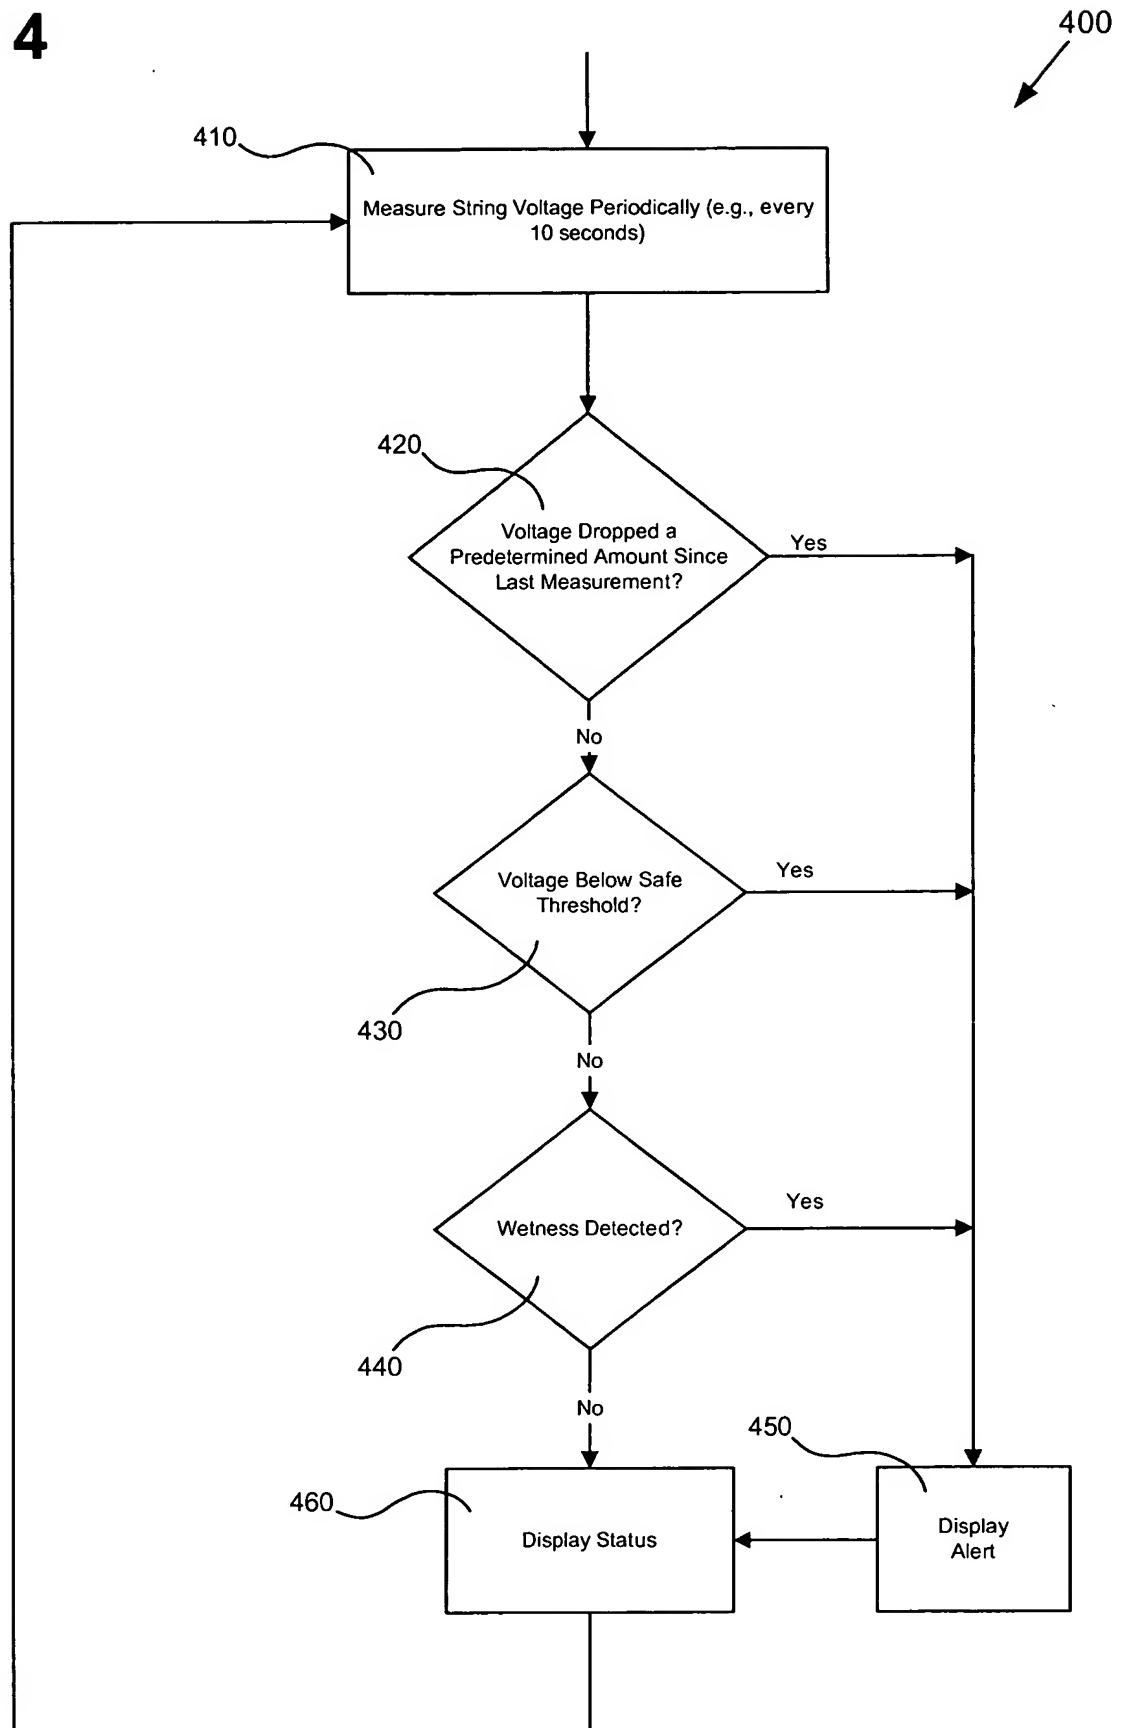 4
400
410
Measure String Voltage Periodically (e.g., every
10 seconds)
420
Voltage Dropped a
Predetermined Amount Since
Last Measurement?
Yes
No
Voltage Below Safe
Threshold?
Yes
430
No
Wetness Detected?
Yes
440
No
450
460
Display Status
Display
Alert